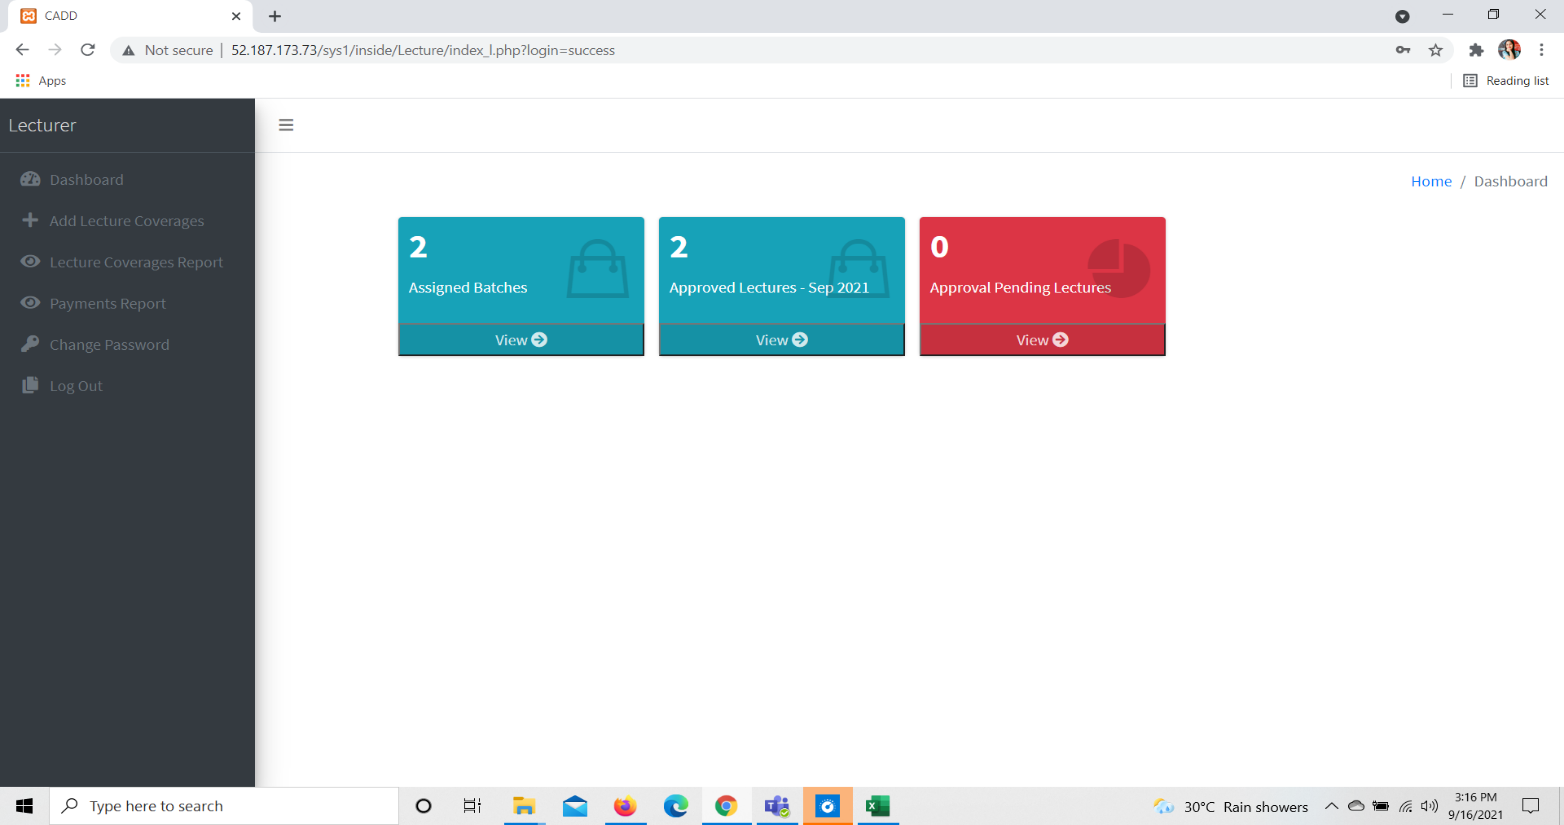 CADD
Not secure | 52.187.173.73/sys1/inside/Lecture/index_l.php?login=success
Apps
Reading list
Lecturer
Home / Dashboard
Dashboard
Add Lecture Coverages
Lecture Coverages Report
Payments Report
Change Password
Log Out
2
Assigned Batches
View
2
Approved Lectures - Sep 2021
View
0
Approval Pending Lectures
View
Type here to search
30°C Rain showers
3:16 PM
9/16/2021